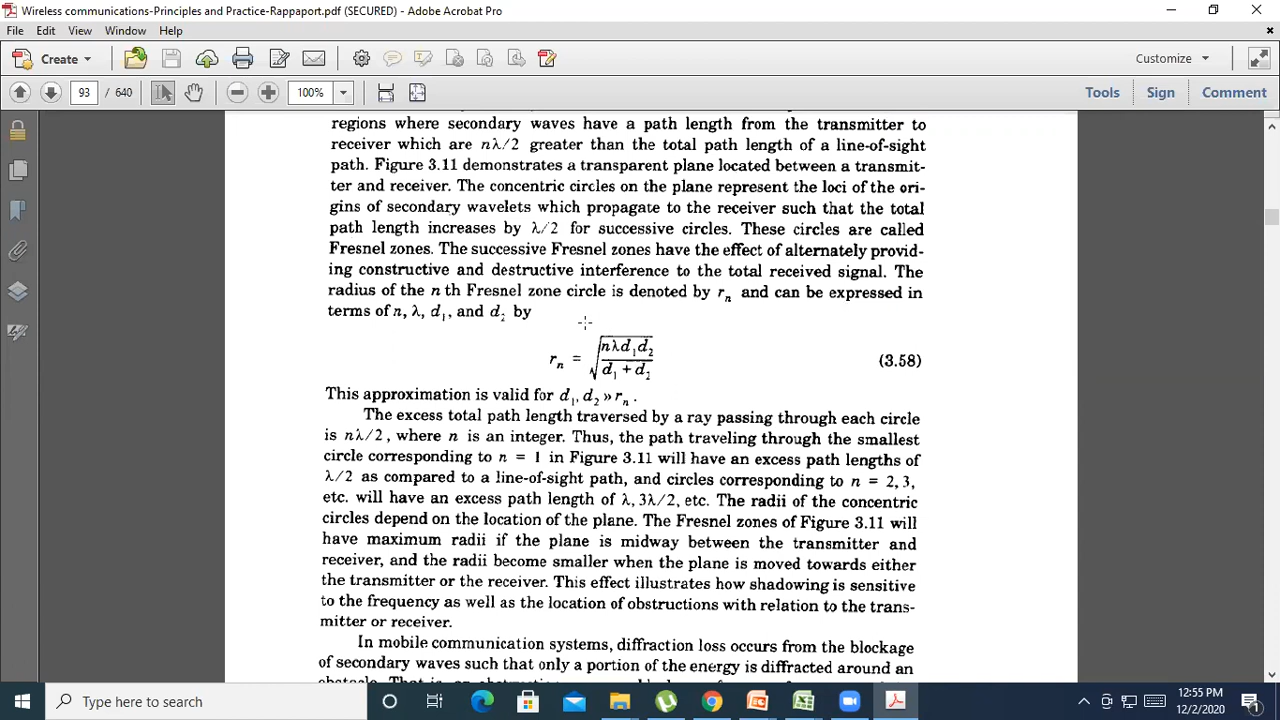 Wireless communications-Principles and Practice-Rappaport.pdf (SECURED) - Adobe Acrobat Pro
File Edit View Window Help
Create
Customize
93 / 640
100%
Tools Sign Comment
regions where secondary waves have a path length from the transmitter to
receiver which are nλ/2 greater than the total path length of a line-of-sight
path. Figure 3.11 demonstrates a transparent plane located between a transmit-
ter and receiver. The concentric circles on the plane represent the loci of the ori-
gins of secondary wavelets which propagate to the receiver such that the total
path length increases by λ/2 for successive circles. These circles are called
Fresnel zones. The successive Fresnel zones have the effect of alternately provid-
ing constructive and destructive interference to the total received signal. The
radius of the n th Fresnel zone circle is denoted by rₙ and can be expressed in
terms of n, λ, d₁, and d₂ by
rₙ = √(nλd₁d₂ / (d₁ + d₂)) (3.58)
This approximation is valid for d₁, d₂ » rₙ.
The excess total path length traversed by a ray passing through each circle
is nλ/2, where n is an integer. Thus, the path traveling through the smallest
circle corresponding to n = 1 in Figure 3.11 will have an excess path lengths of
λ/2 as compared to a line-of-sight path, and circles corresponding to n = 2, 3,
etc. will have an excess path length of λ, 3λ/2, etc. The radii of the concentric
circles depend on the location of the plane. The Fresnel zones of Figure 3.11 will
have maximum radii if the plane is midway between the transmitter and
receiver, and the radii become smaller when the plane is moved towards either
the transmitter or the receiver. This effect illustrates how shadowing is sensitive
to the frequency as well as the location of obstructions with relation to the trans-
mitter or receiver.
In mobile communication systems, diffraction loss occurs from the blockage
of secondary waves such that only a portion of the energy is diffracted around an
Type here to search
12:55 PM
12/2/2020
1